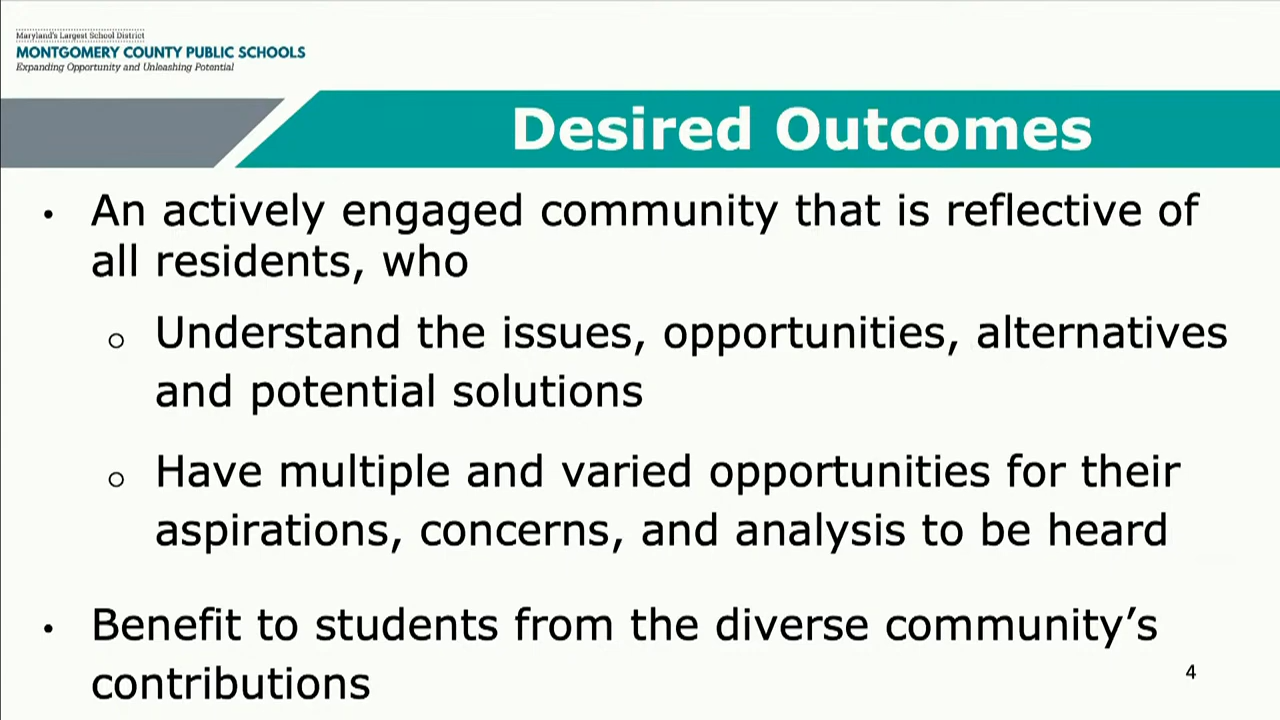 Maryland's Largest School District
MONTGOMERY COUNTY PUBLIC SCHOOLS
Expanding Opportunity and Unleashing Potential
Desired Outcomes
• An actively engaged community that is reflective of
all residents, who
o Understand the issues, opportunities, alternatives
and potential solutions
o Have multiple and varied opportunities for their
aspirations, concerns, and analysis to be heard
• Benefit to students from the diverse community’s
contributions
4